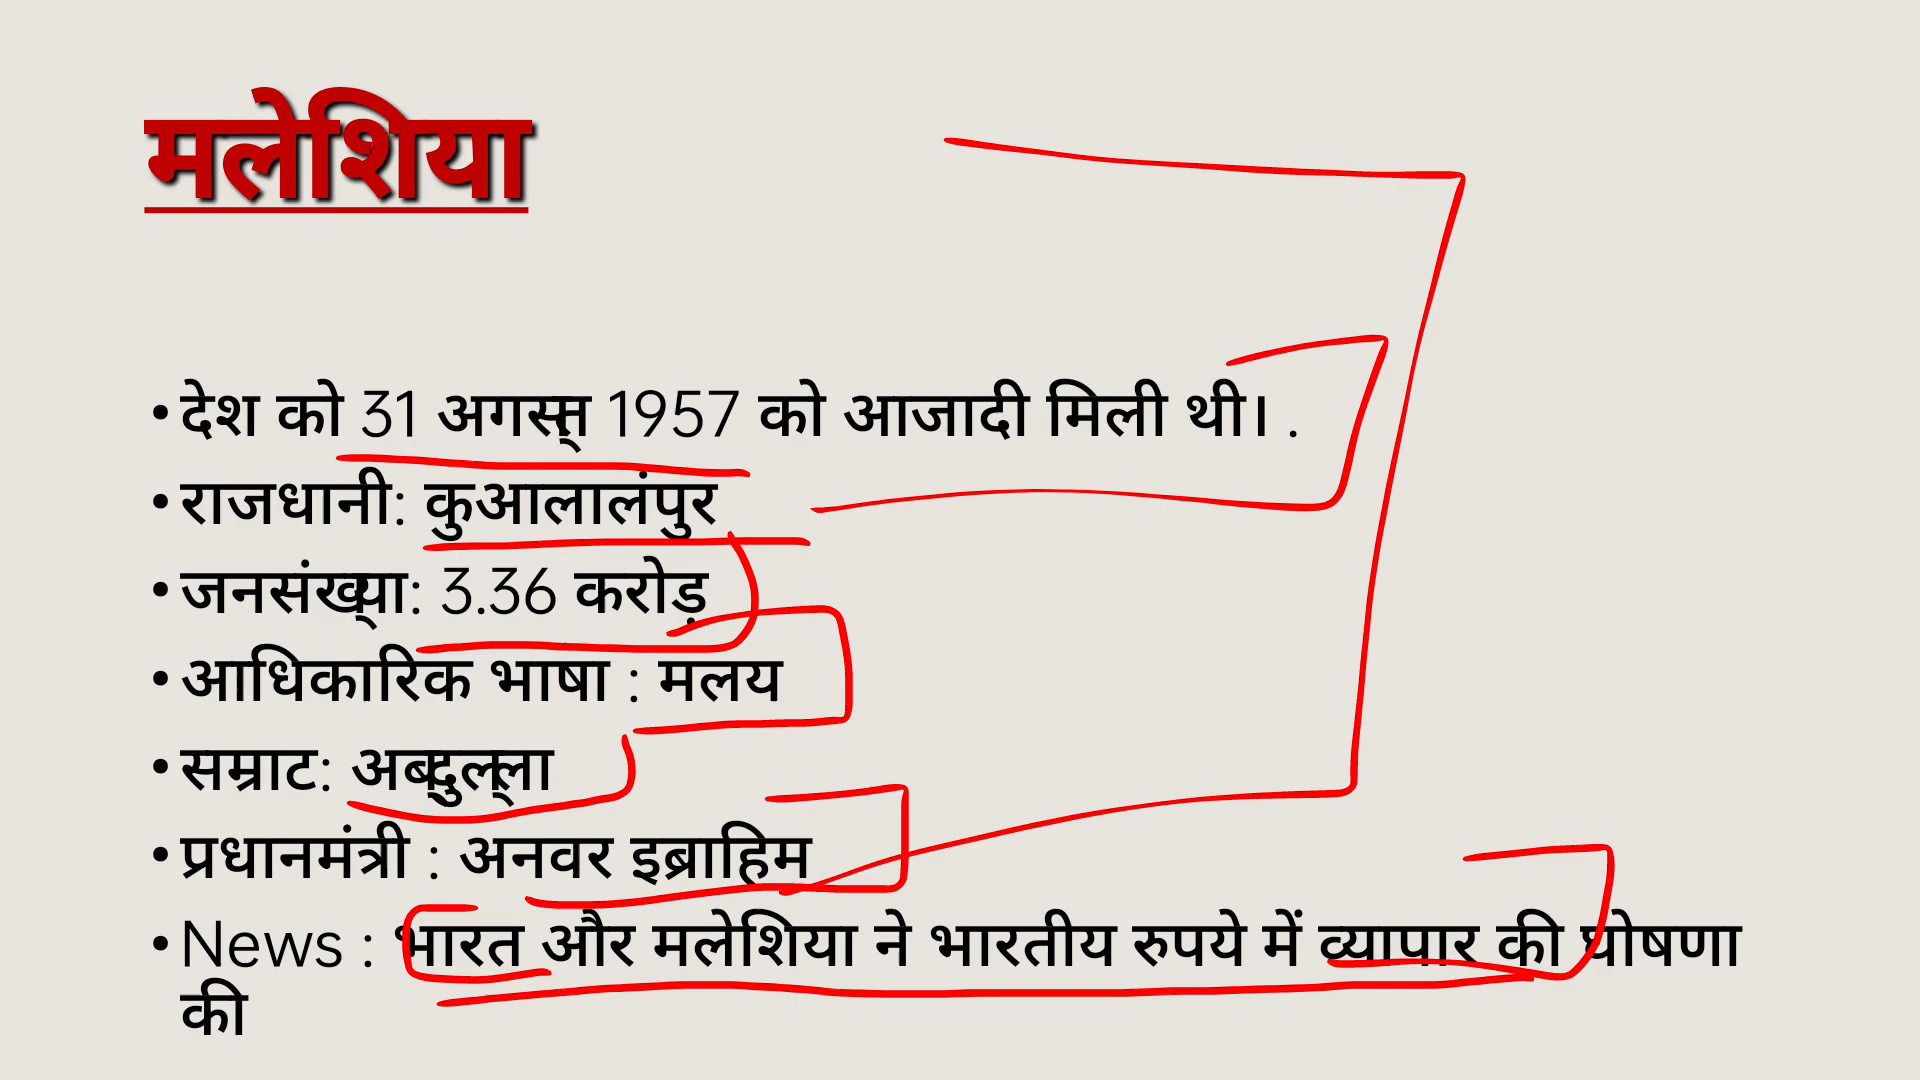 मलेशिया
• देश को 31 अगस्त 1957 को आजादी मिली थी। .
• राजधानी: कुआलालंपुर
• जनसंख्या: 3.36 करोड़
• आधिकारिक भाषा : मलय
• सम्राट: अब्दुल्ला
• प्रधानमंत्री : अनवर इब्राहिम
• News : भारत और मलेशिया ने भारतीय रुपये में व्यापार की घोषणा
की